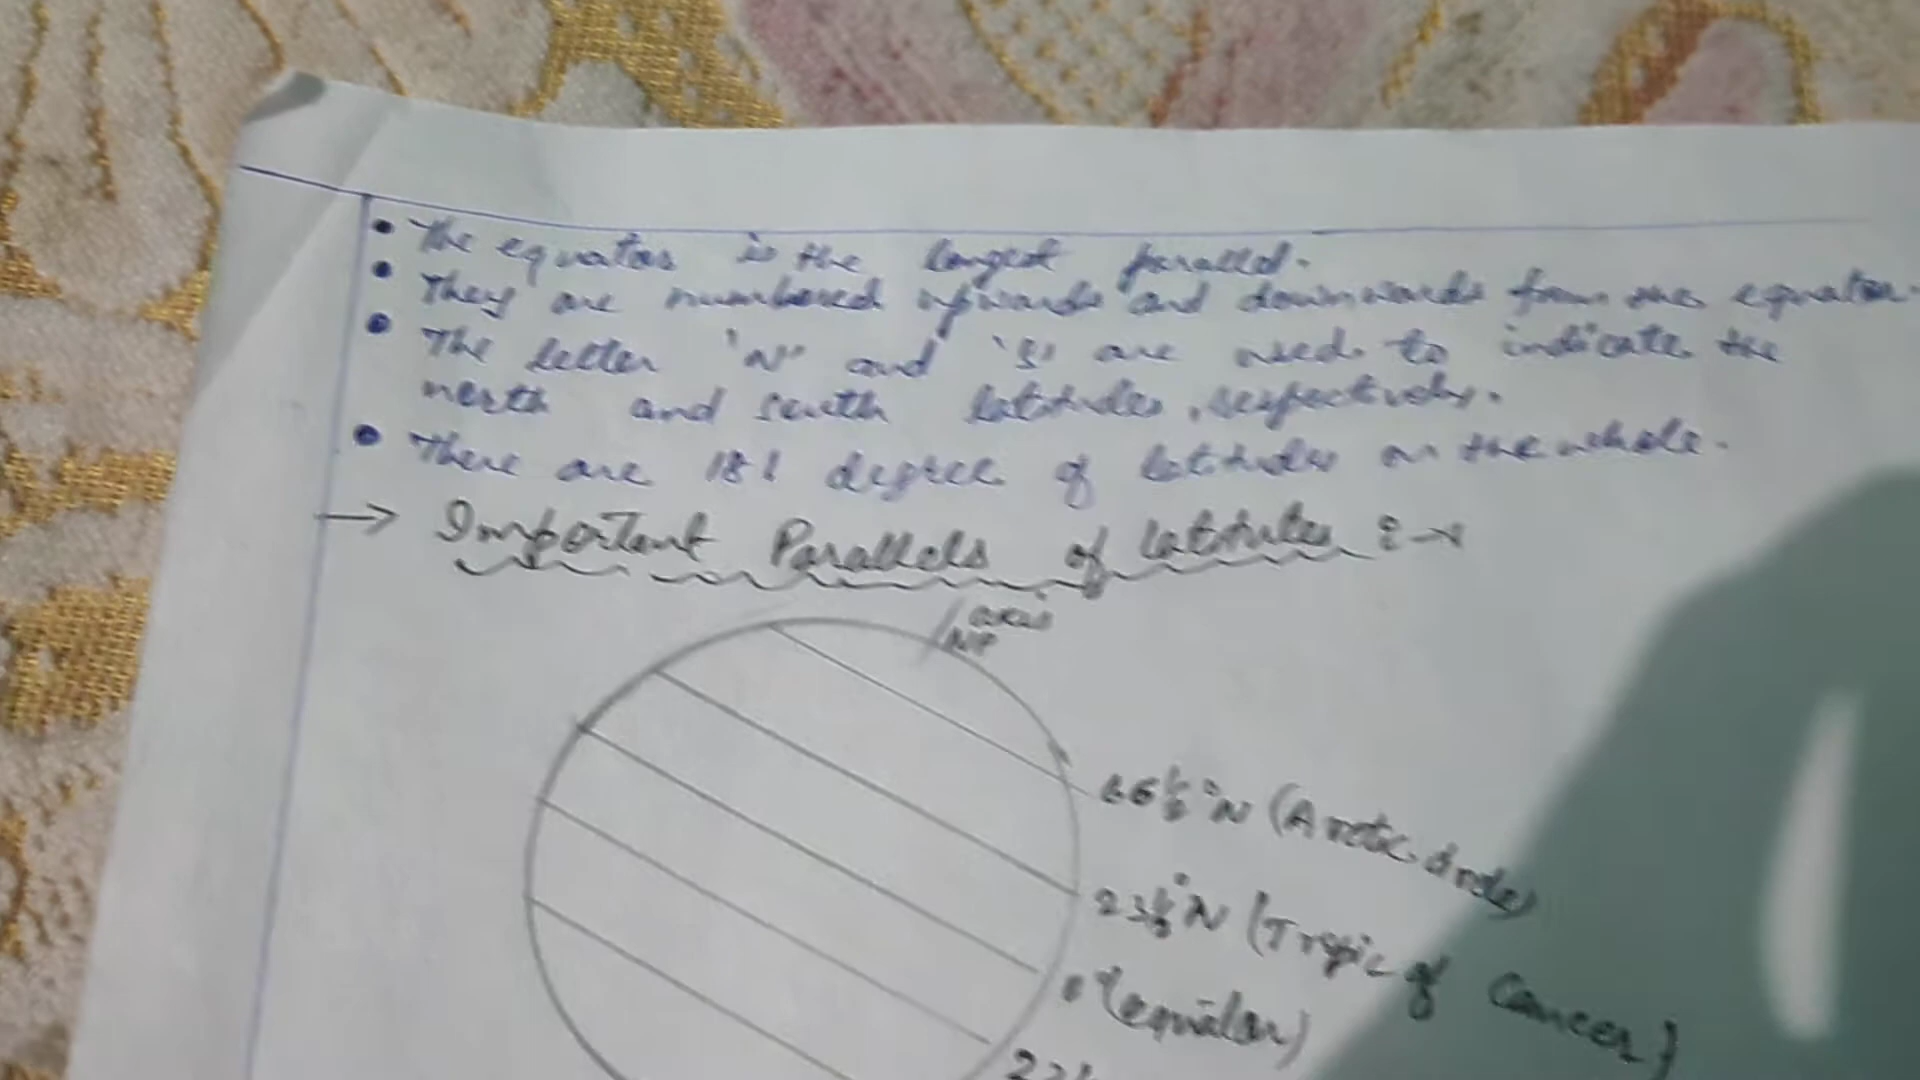 • The equator is the longest parallel.
• They are numbered upwards and downwards from the equator.
• The letter 'N' and 'S' are used to indicate the
north and south latitudes, respectively.
• There are 181 degree of latitudes on the whole.
→ Important Parallels of latitudes :→
axis
NP
66½°N (Arctic circle)
23½°N (Tropic of Cancer)
0°(equator)